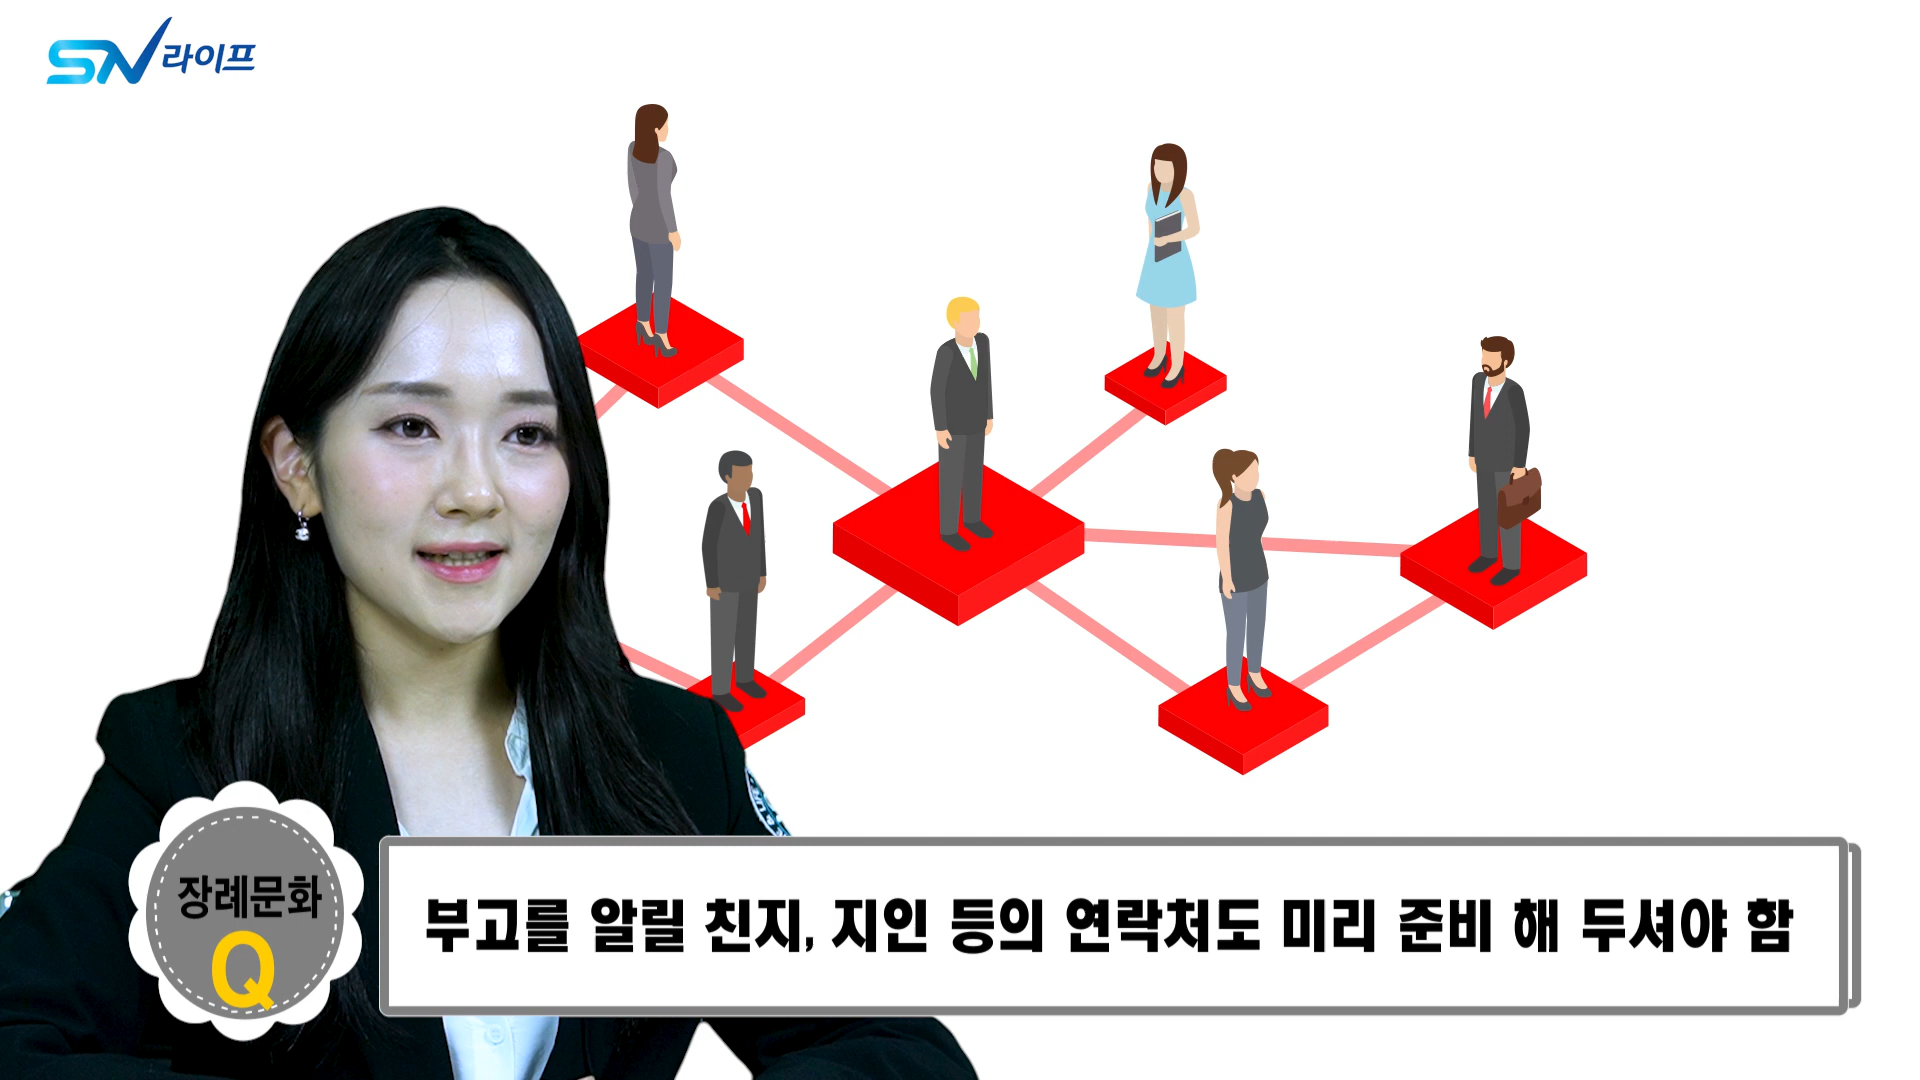 SN라이프
장례문화
Q
부고를 알릴 친지, 지인 등의 연락처도 미리 준비 해 두셔야 함